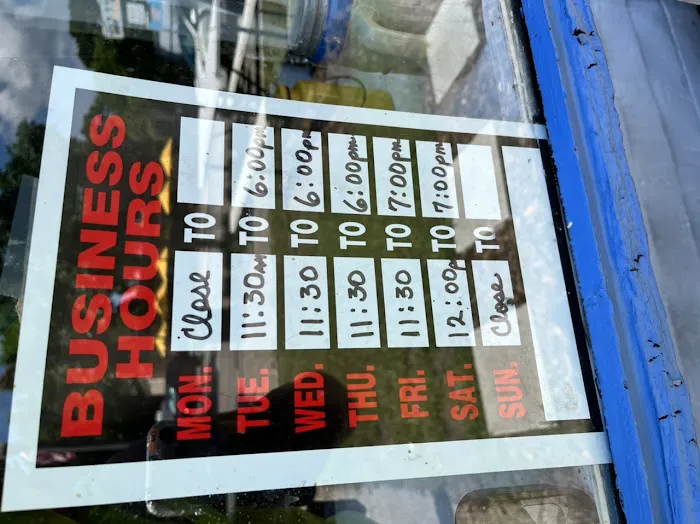 BUSINESS
HOURS
MON. Close TO
TUE. 11:30AM TO 6:00pm
WED. 11:30 TO 6:00pm
THU. 11:30 TO 6:00pm
FRI. 11:30 TO 7:00pm
SAT. 12:00p TO 7:00pm
SUN. Close TO